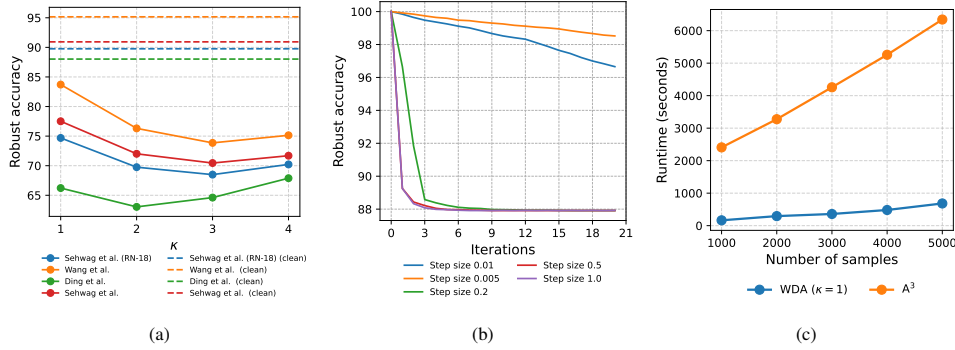 Robust accuracy
95
90
85
80
75
70
65
1 2 3 4
κ
Sehwag et al. (RN-18) Sehwag et al. (RN-18) (clean)
Wang et al. Wang et al. (clean)
Ding et al. Ding et al. (clean)
Sehwag et al. Sehwag et al. (clean)
(a)
Robust accuracy
100
98
96
94
92
90
88
0 3 6 9 12 15 18 21
Iterations
Step size 0.01 Step size 0.5
Step size 0.005 Step size 1.0
Step size 0.2
(b)
Runtime (seconds)
6000
5000
4000
3000
2000
1000
0
1000 2000 3000 4000 5000
Number of samples
WDA (κ = 1) A³
(c)